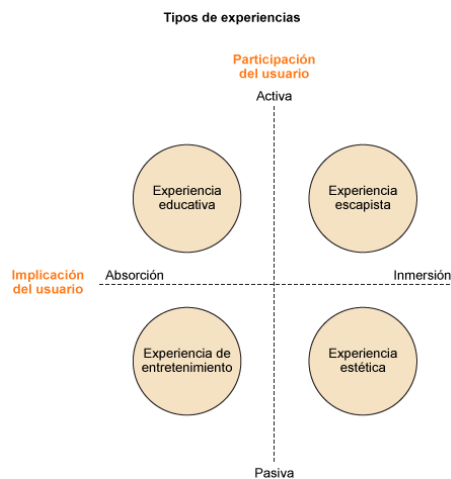 Tipos de experiencias
Participación
del usuario
Activa
Experiencia
educativa
Experiencia
escapista
Implicación
del usuario
Absorción
Inmersión
Experiencia de
entretenimiento
Experiencia
estética
Pasiva